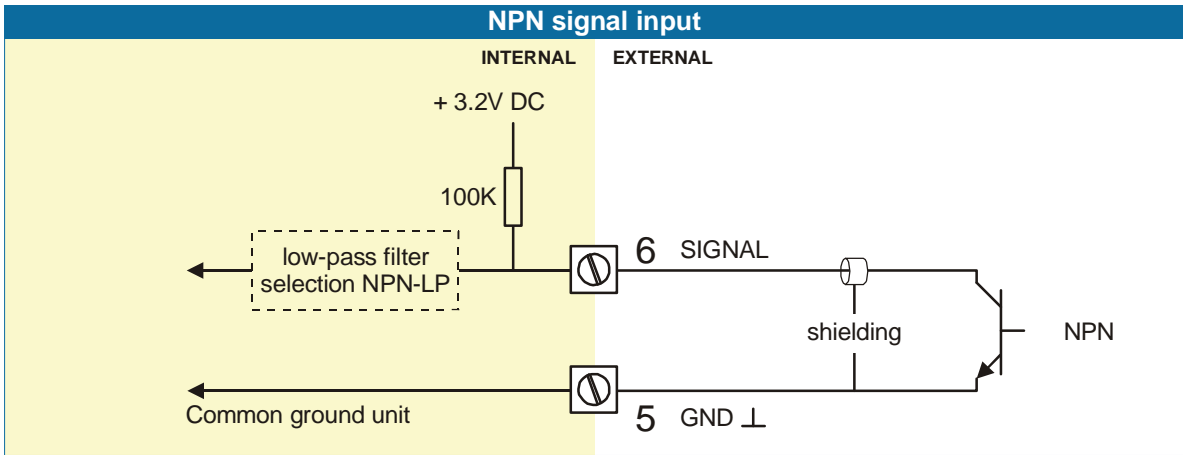 NPN signal input
INTERNAL EXTERNAL
+ 3.2V DC
100K
low-pass filter
selection NPN-LP
6 SIGNAL
shielding
NPN
Common ground unit
5 GND ⊥